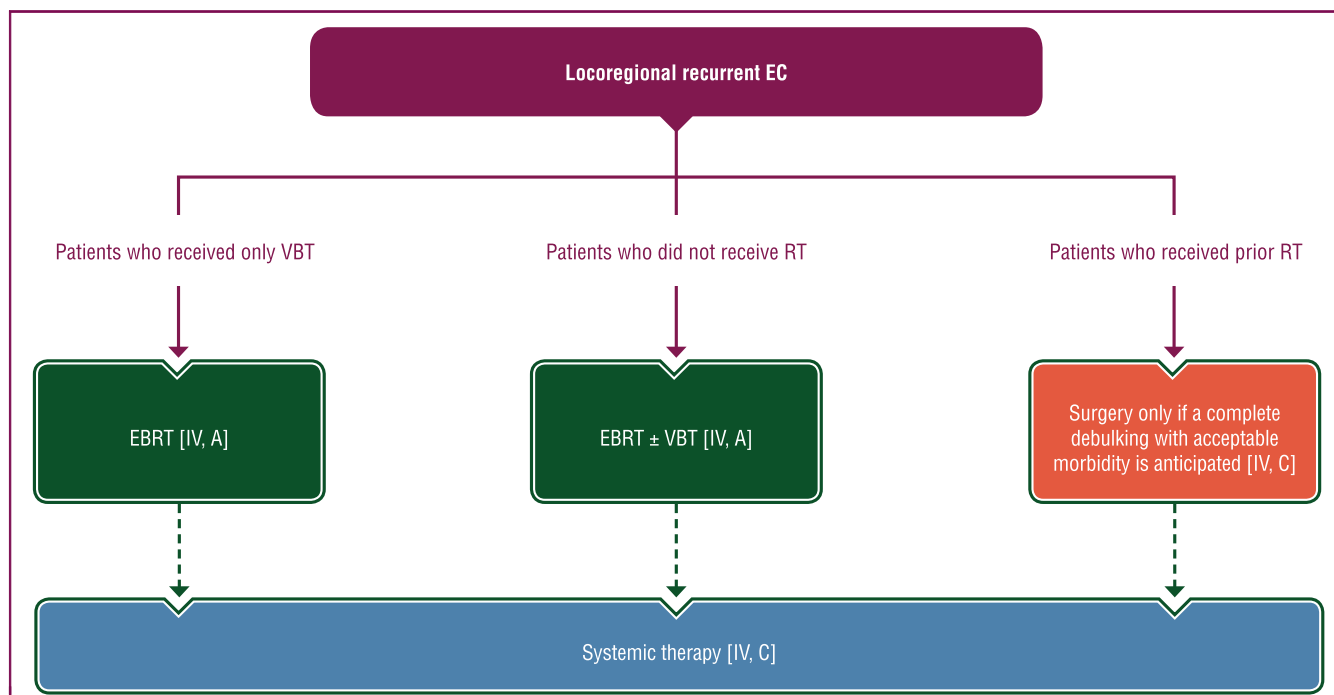 Locoregional recurrent EC
Patients who received only VBT
Patients who did not receive RT
Patients who received prior RT
EBRT [IV, A]
EBRT ± VBT [IV, A]
Surgery only if a complete
debulking with acceptable
morbidity is anticipated [IV, C]
Systemic therapy [IV, C]